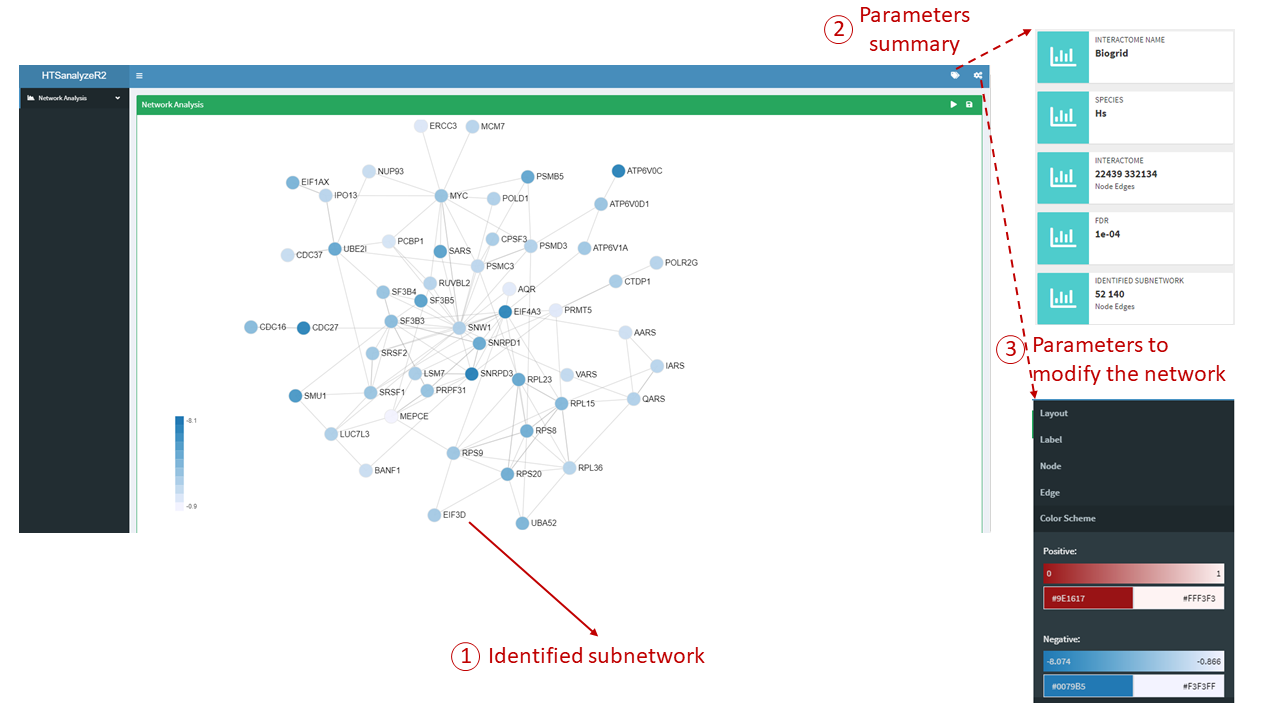 ② Parameters
summary
HTSanalyzeR2
Network Analysis
Network Analysis
ERCC3
MCM7
NUP93
EIF1AX
IPO13
MYC
PSMB5
POLD1
ATP6V0C
ATP6V0D1
CDC37
UBE2I
PCBP1
SARS
CPSF3
PSMD3
ATP6V1A
PSMC3
POLR2G
RUVBL2
AQR
CTDP1
SF3B4
SF3B5
EIF4A3
PRMT5
CDC16
CDC27
SF3B3
SNW1
AARS
SNRPD1
SRSF2
IARS
LSM7
SNRPD3
RPL23
VARS
SMU1
SRSF1
PRPF31
QARS
RPL15
MEPCE
LUC7L3
RPS8
RPS9
BANF1
RPS20
RPL36
EIF3D
UBA52
-8.1
-0.9
① Identified subnetwork
INTERACTOME NAME
Biogrid
SPECIES
Hs
INTERACTOME
22439 332134
Node Edges
FDR
1e-04
IDENTIFIED SUBNETWORK
52 140
Node Edges
③ Parameters to
modify the network
Layout
Label
Node
Edge
Color Scheme
Positive:
0 1
#9E1617 #FFF3F3
Negative:
-8.074 -0.866
#0079B5 #F3F3FF